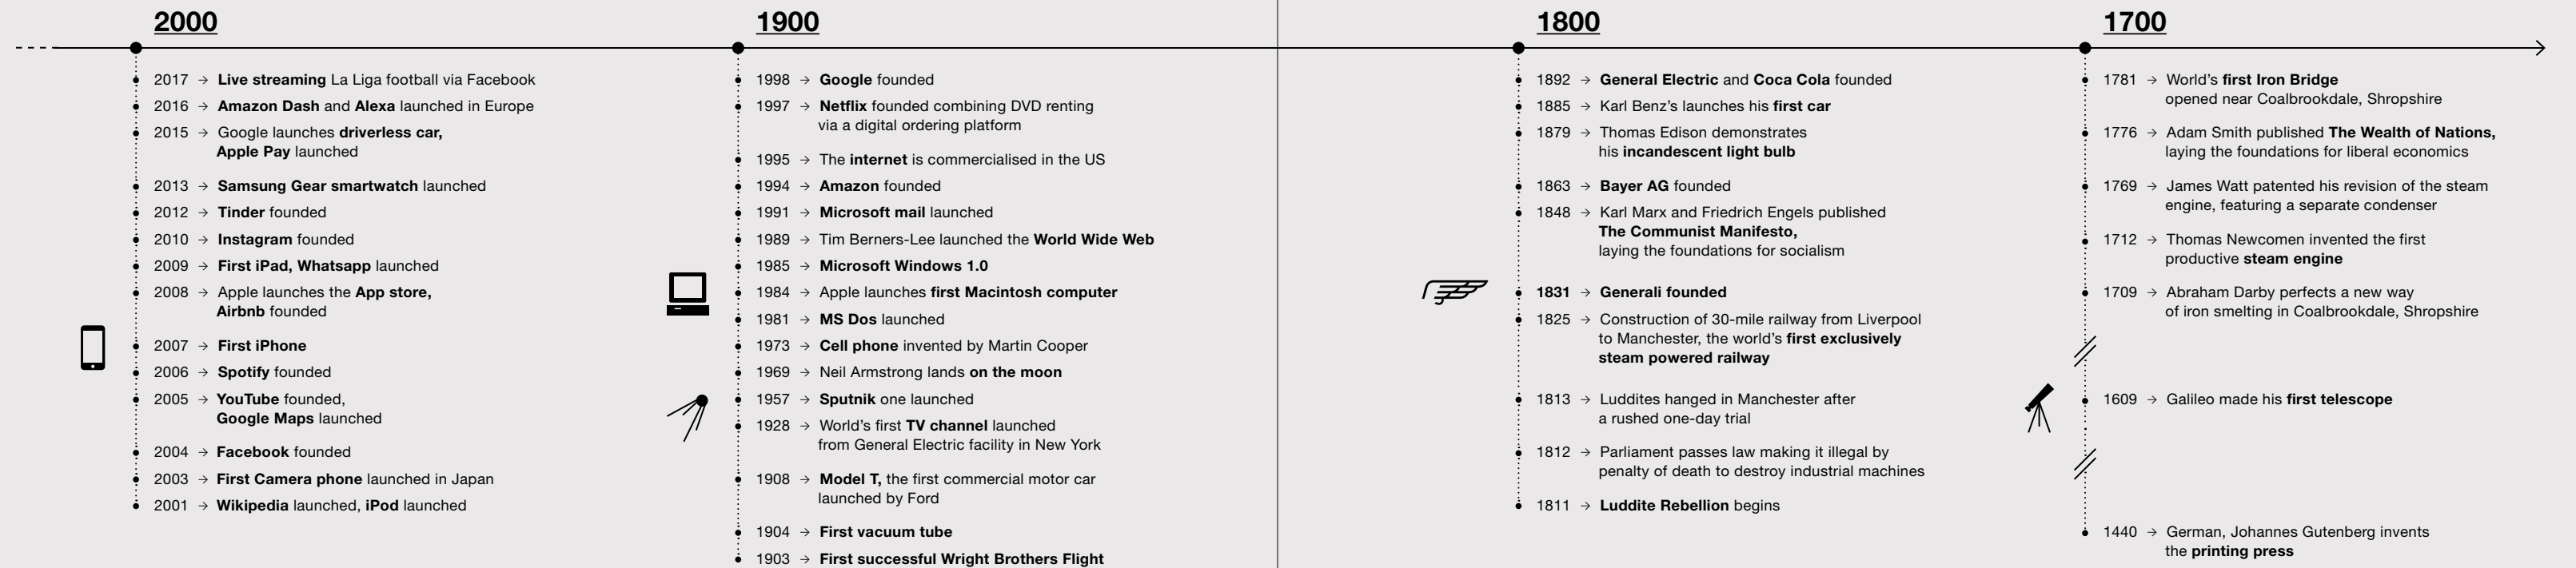 2000
2017 → Live streaming La Liga football via Facebook
2016 → Amazon Dash and Alexa launched in Europe
2015 → Google launches driverless car,
Apple Pay launched
2013 → Samsung Gear smartwatch launched
2012 → Tinder founded
2010 → Instagram founded
2009 → First iPad, Whatsapp launched
2008 → Apple launches the App store,
Airbnb founded
2007 → First iPhone
2006 → Spotify founded
2005 → YouTube founded,
Google Maps launched
2004 → Facebook founded
2003 → First Camera phone launched in Japan
2001 → Wikipedia launched, iPod launched
1900
1998 → Google founded
1997 → Netflix founded combining DVD renting
via a digital ordering platform
1995 → The internet is commercialised in the US
1994 → Amazon founded
1991 → Microsoft mail launched
1989 → Tim Berners-Lee launched the World Wide Web
1985 → Microsoft Windows 1.0
1984 → Apple launches first Macintosh computer
1981 → MS Dos launched
1973 → Cell phone invented by Martin Cooper
1969 → Neil Armstrong lands on the moon
1957 → Sputnik one launched
1928 → World's first TV channel launched
from General Electric facility in New York
1908 → Model T, the first commercial motor car
launched by Ford
1904 → First vacuum tube
1903 → First successful Wright Brothers Flight
1800
1892 → General Electric and Coca Cola founded
1885 → Karl Benz's launches his first car
1879 → Thomas Edison demonstrates
his incandescent light bulb
1863 → Bayer AG founded
1848 → Karl Marx and Friedrich Engels published
The Communist Manifesto,
laying the foundations for socialism
1831 → Generali founded
1825 → Construction of 30-mile railway from Liverpool
to Manchester, the world's first exclusively
steam powered railway
1813 → Luddites hanged in Manchester after
a rushed one-day trial
1812 → Parliament passes law making it illegal by
penalty of death to destroy industrial machines
1811 → Luddite Rebellion begins
1700
1781 → World's first Iron Bridge
opened near Coalbrookdale, Shropshire
1776 → Adam Smith published The Wealth of Nations,
laying the foundations for liberal economics
1769 → James Watt patented his revision of the steam
engine, featuring a separate condenser
1712 → Thomas Newcomen invented the first
productive steam engine
1709 → Abraham Darby perfects a new way
of iron smelting in Coalbrookdale, Shropshire
1609 → Galileo made his first telescope
1440 → German, Johannes Gutenberg invents
the printing press